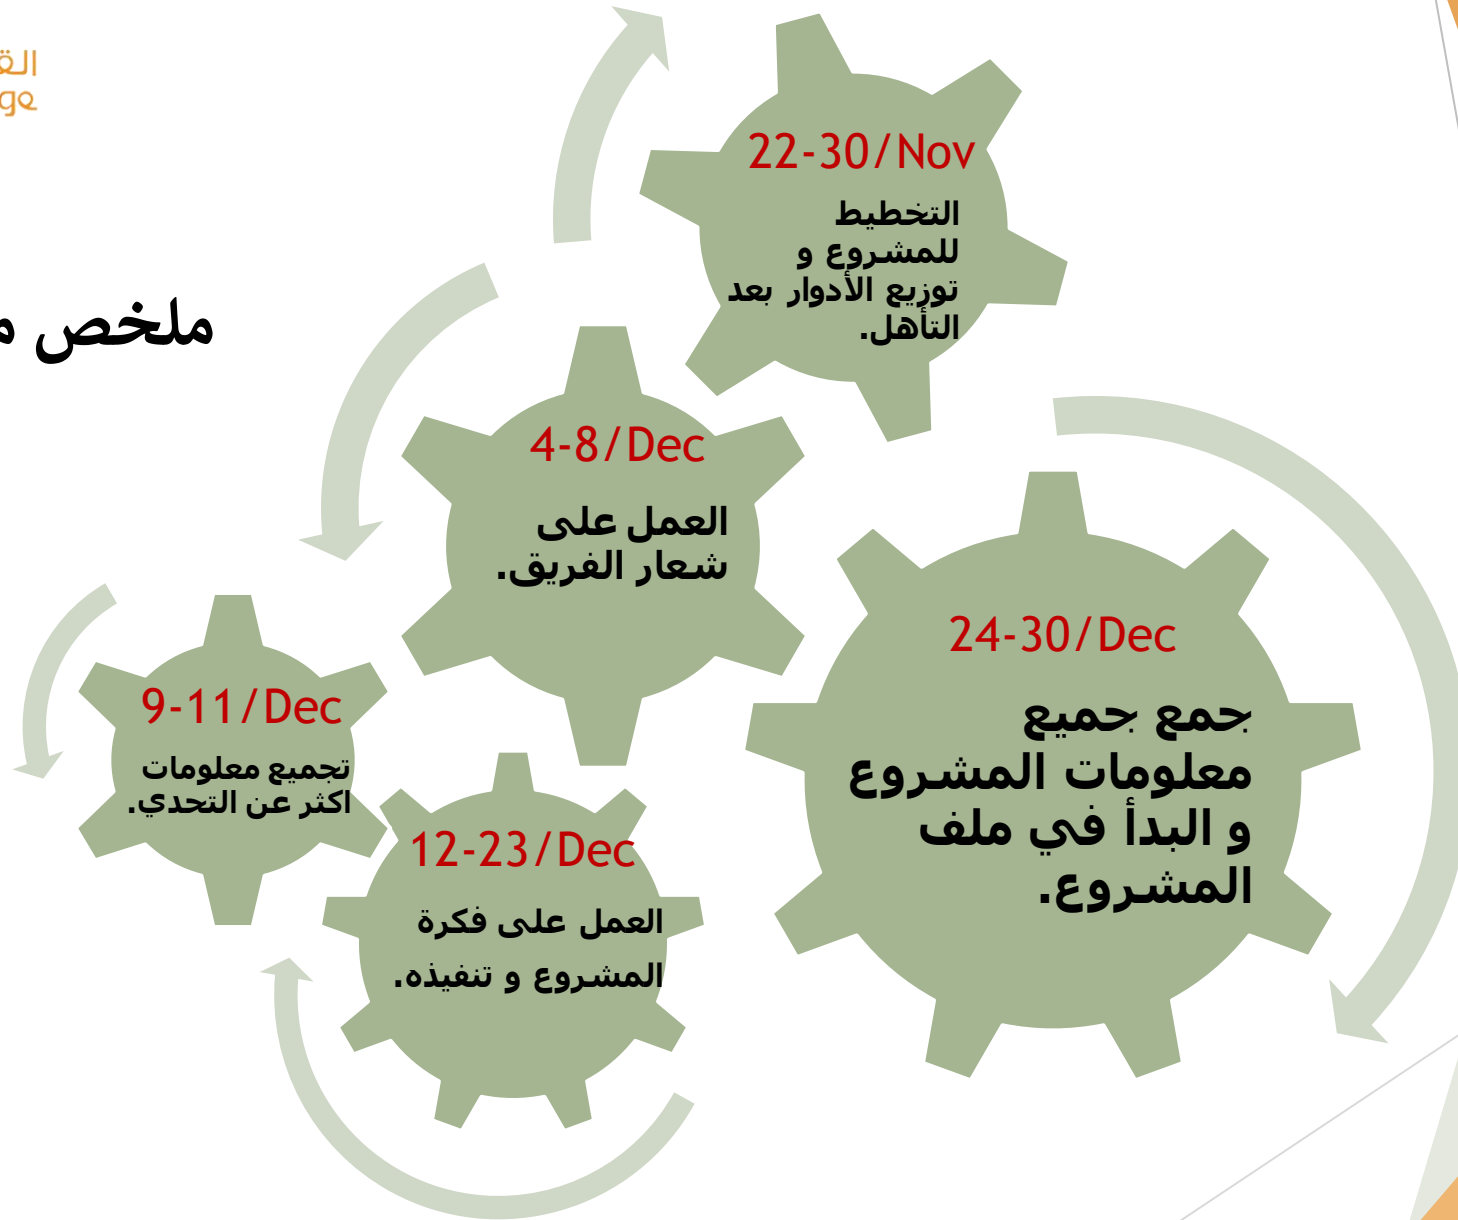 ملخص
22-30/Nov
التخطيط
للمشروع و
توزيع الأدوار بعد
التأهل.
4-8/Dec
العمل على
شعار الفريق.
9-11/Dec
تجميع معلومات
اكثر عن التحدي.
12-23/Dec
العمل على فكرة
المشروع و تنفيذه.
24-30/Dec
جمع جميع
معلومات المشروع
و البدأ في ملف
المشروع.